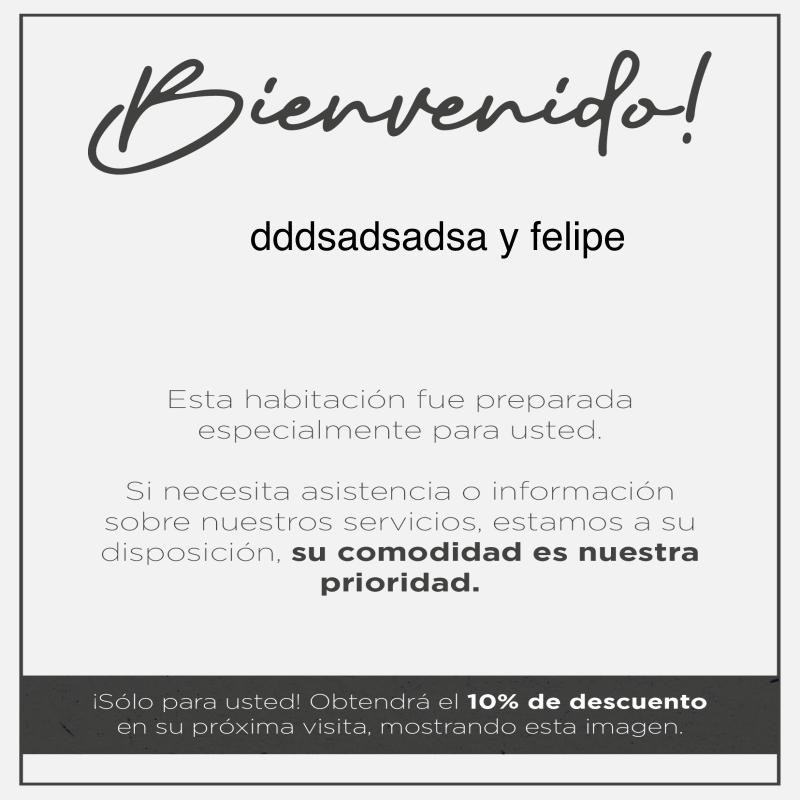 Bienvenido!
dddsadsadsa y felipe
Esta habitación fue preparada
especialmente para usted.
Si necesita asistencia o información
sobre nuestros servicios, estamos a su
disposición, su comodidad es nuestra
prioridad.
¡Sólo para usted! Obtendrá el 10% de descuento
en su próxima visita, mostrando esta imagen.